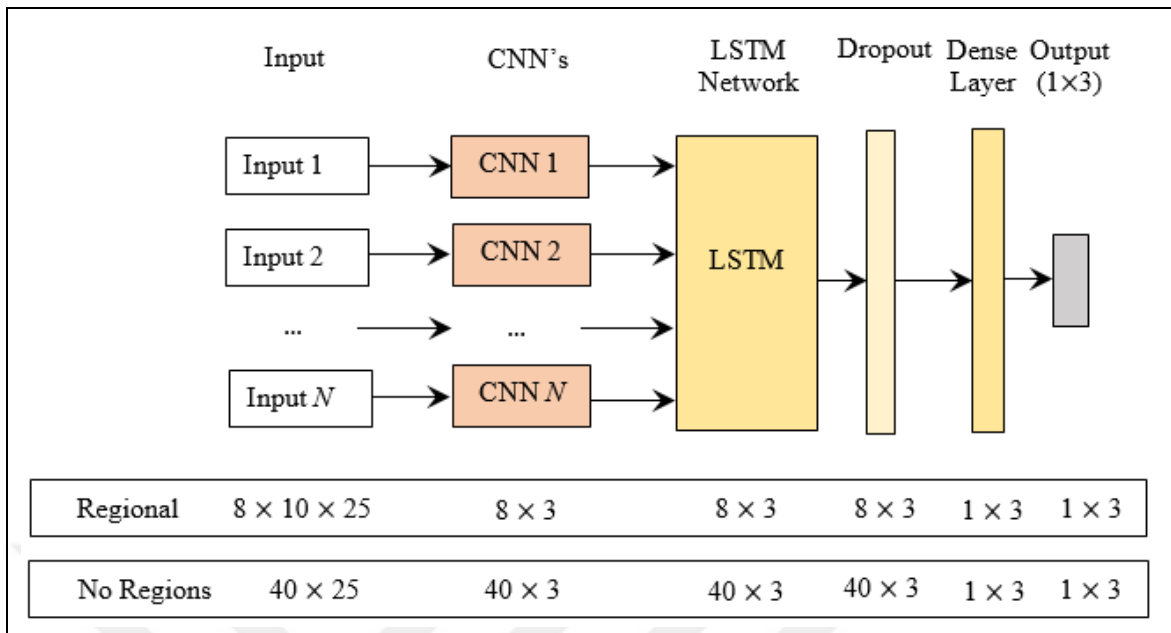 Input CNN's LSTM Network Dropout Dense Layer Output (1×3)
Input 1 CNN 1
Input 2 CNN 2 LSTM
... ...
Input N CNN N
Regional 8 × 10 × 25 8 × 3 8 × 3 8 × 3 1 × 3 1 × 3
No Regions 40 × 25 40 × 3 40 × 3 40 × 3 1 × 3 1 × 3